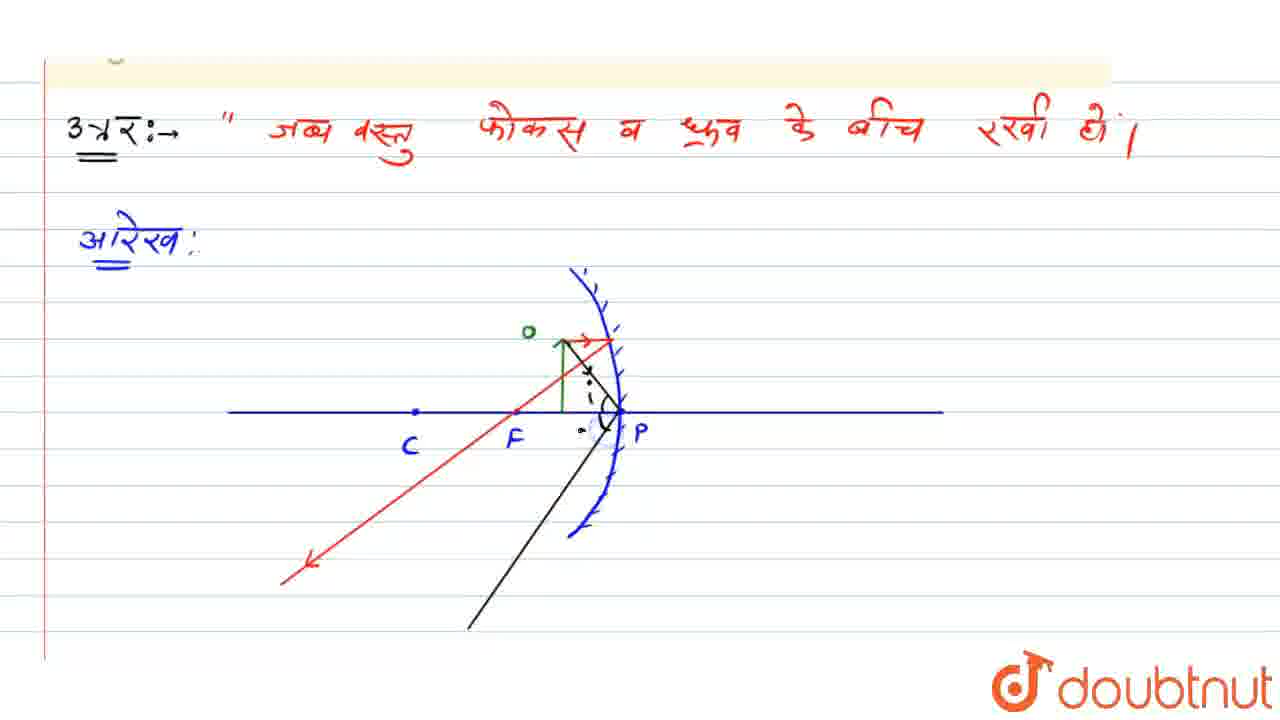 उत्तर:→ " जब वस्तु फोकस व ध्रुव के बीच रखी हो।
आरेख:
O
i
C F P
doubtnut